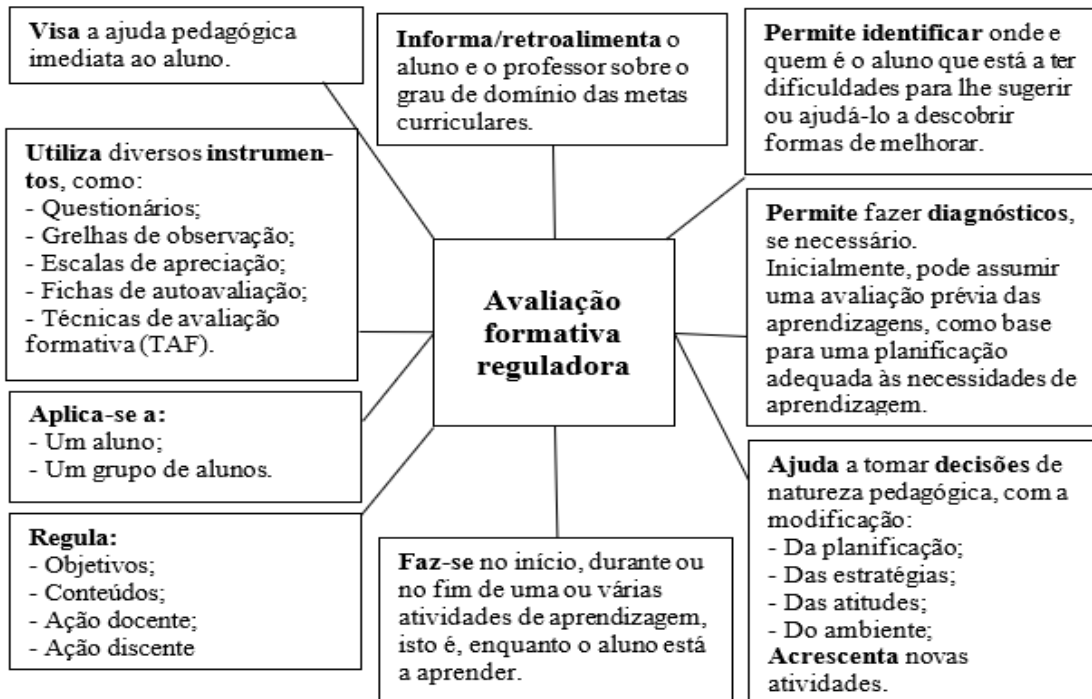 Visa a ajuda pedagógica
imediata ao aluno.
Informa/retroalimenta o
aluno e o professor sobre o
grau de domínio das metas
curriculares.
Permite identificar onde e
quem é o aluno que está a ter
dificuldades para lhe sugerir
ou ajudá-lo a descobrir
formas de melhorar.
Utiliza diversos instrumen-
tos, como:
- Questionários;
- Grelhas de observação;
- Escalas de apreciação;
- Fichas de autoavaliação;
- Técnicas de avaliação
formativa (TAF).
Avaliação
formativa
reguladora
Permite fazer diagnósticos,
se necessário.
Inicialmente, pode assumir
uma avaliação prévia das
aprendizagens, como base
para uma planificação
adequada às necessidades de
aprendizagem.
Aplica-se a:
- Um aluno;
- Um grupo de alunos.
Regula:
- Objetivos;
- Conteúdos;
- Ação docente;
- Ação discente
Faz-se no início, durante ou
no fim de uma ou várias
atividades de aprendizagem,
isto é, enquanto o aluno está
a aprender.
Ajuda a tomar decisões de
natureza pedagógica, com a
modificação:
- Da planificação;
- Das estratégias;
- Das atitudes;
- Do ambiente;
Acrescenta novas
atividades.